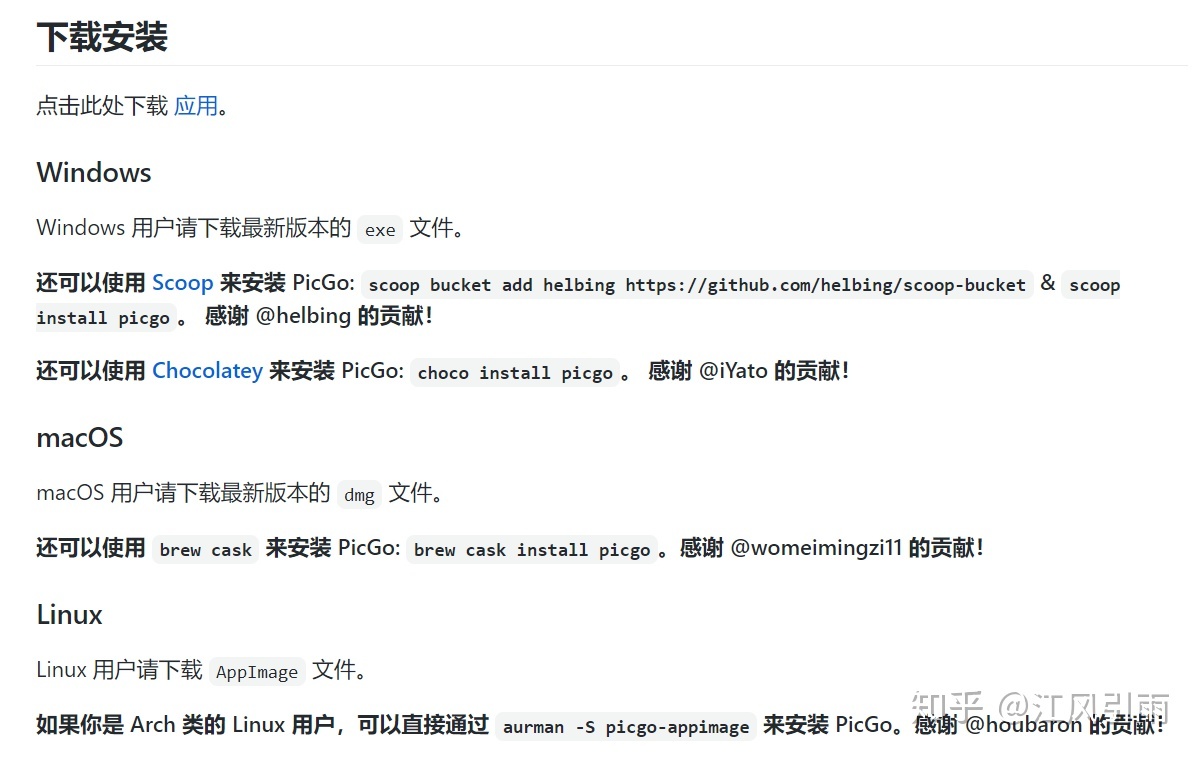 下载安装
点击此处下载 应用。
Windows
Windows 用户请下载最新版本的 exe 文件。
还可以使用 Scoop 来安装 PicGo: scoop bucket add helbing https://github.com/helbing/scoop-bucket & scoop
install picgo 。 感谢 @helbing 的贡献！
还可以使用 Chocolatey 来安装 PicGo: choco install picgo 。 感谢 @iYato 的贡献！
macOS
macOS 用户请下载最新版本的 dmg 文件。
还可以使用 brew cask 来安装 PicGo: brew cask install picgo 。感谢 @womeimingzi11 的贡献！
Linux
Linux 用户请下载 AppImage 文件。
如果你是 Arch 类的 Linux 用户，可以直接通过 aurman -S picgo-appimage 来安装 PicGo。感谢 @houbaron 的贡献！
知乎 @江风引雨